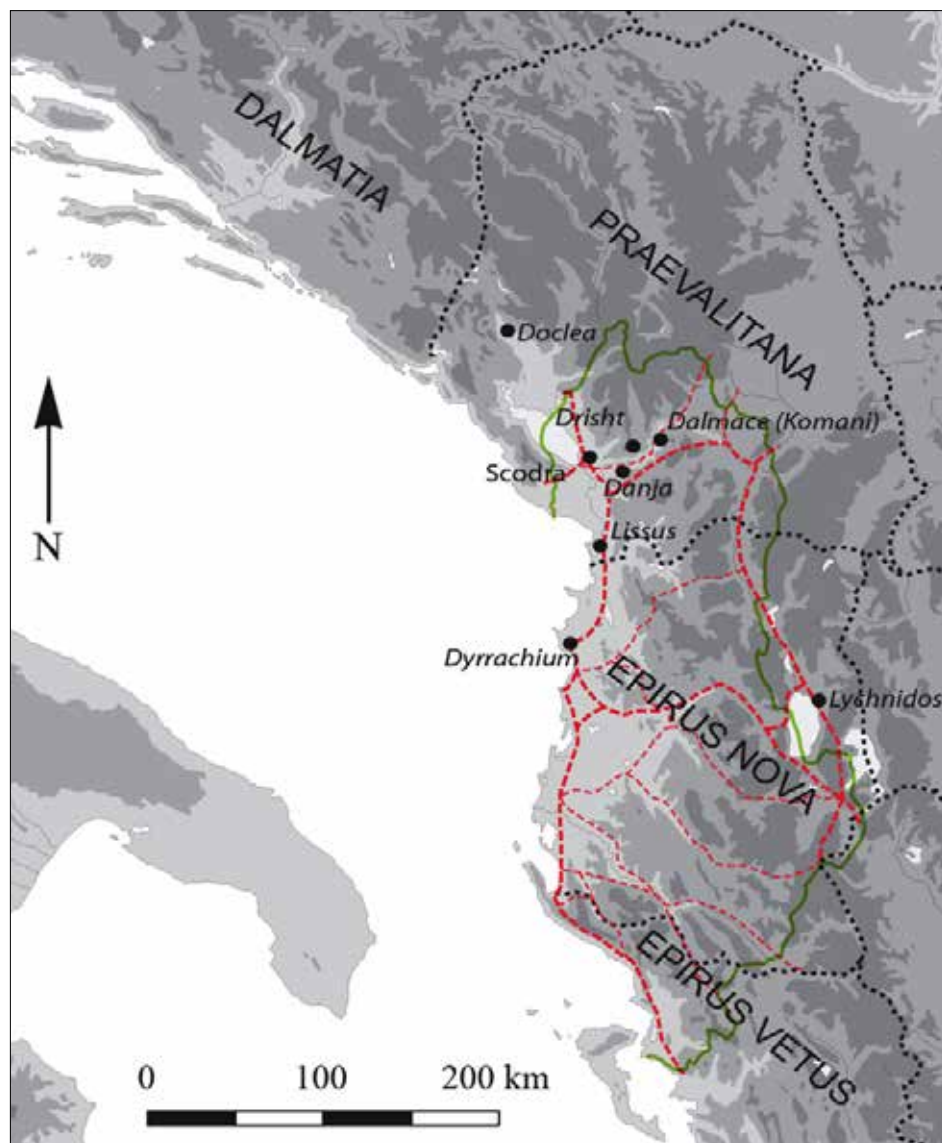 DALMATIA
PRAEVALITANA
Doclea
Drisht
Dalmace (Komani)
Scodra
Danja
N
Lissus
Dyrrachium
EPIRUS NOVA
Lychnidos
EPIRUS VETUS
0 100 200 km